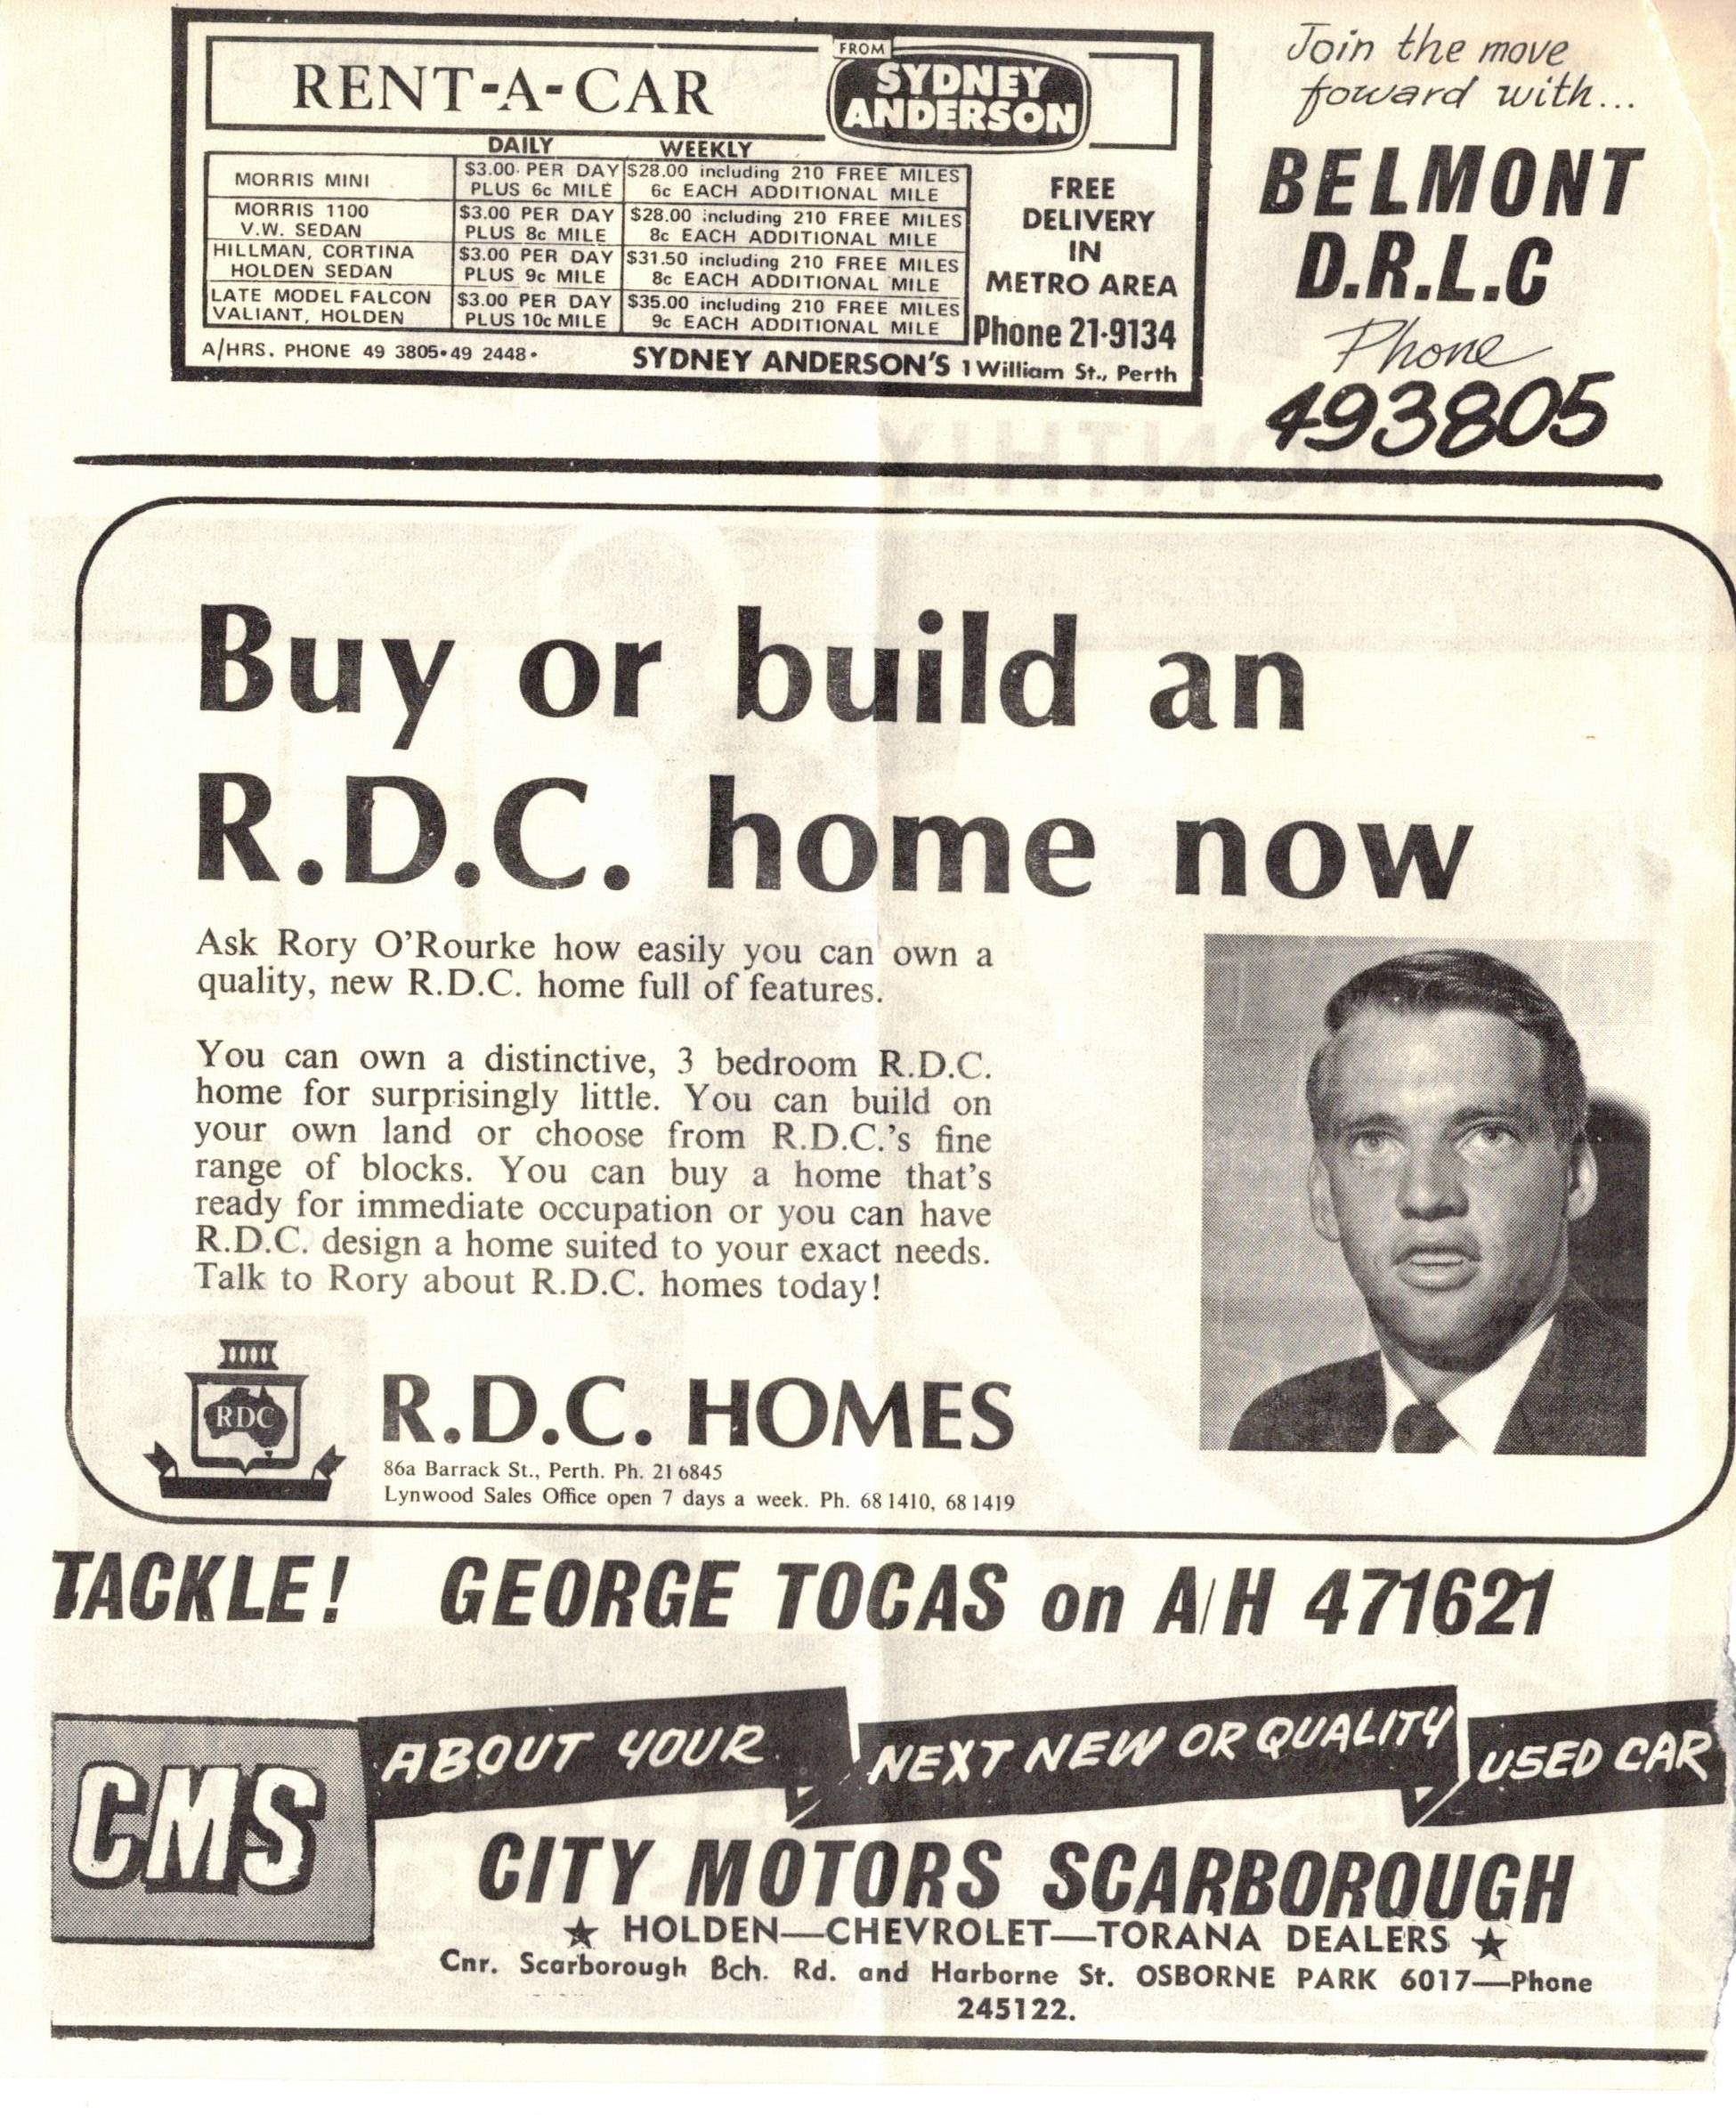 RENT-A-CAR
FROM
SYDNEY
ANDERSON
DAILY WEEKLY
MORRIS MINI
$3.00 PER DAY
PLUS 6c MILE
$28.00 including 210 FREE MILES
6c EACH ADDITIONAL MILE
MORRIS 1100
V.W. SEDAN
$3.00 PER DAY
PLUS 8c MILE
$28.00 including 210 FREE MILES
8c EACH ADDITIONAL MILE
HILLMAN, CORTINA
HOLDEN SEDAN
$3.00 PER DAY
PLUS 9c MILE
$31.50 including 210 FREE MILES
8c EACH ADDITIONAL MILE
LATE MODEL FALCON
VALIANT, HOLDEN
$3.00 PER DAY
PLUS 10c MILE
$35.00 including 210 FREE MILES
9c EACH ADDITIONAL MILE
FREE
DELIVERY
IN
METRO AREA
Phone 21-9134
A/HRS. PHONE 49 3805•49 2448•
SYDNEY ANDERSON'S 1 William St., Perth
Join the move
foward with...
BELMONT
D.R.L.C
Phone
493805
Buy or build an
R.D.C. home now
Ask Rory O'Rourke how easily you can own a
quality, new R.D.C. home full of features.
You can own a distinctive, 3 bedroom R.D.C.
home for surprisingly little. You can build on
your own land or choose from R.D.C.'s fine
range of blocks. You can buy a home that's
ready for immediate occupation or you can have
R.D.C. design a home suited to your exact needs.
Talk to Rory about R.D.C. homes today!
RDC
R.D.C. HOMES
86a Barrack St., Perth. Ph. 21 6845
Lynwood Sales Office open 7 days a week. Ph. 68 1410, 68 1419
TACKLE! GEORGE TOCAS on A/H 471621
CMS
ABOUT YOUR NEXT NEW OR QUALITY USED CAR
CITY MOTORS SCARBOROUGH
★ HOLDEN—CHEVROLET—TORANA DEALERS ★
Cnr. Scarborough Bch. Rd. and Harborne St. OSBORNE PARK 6017—Phone
245122.